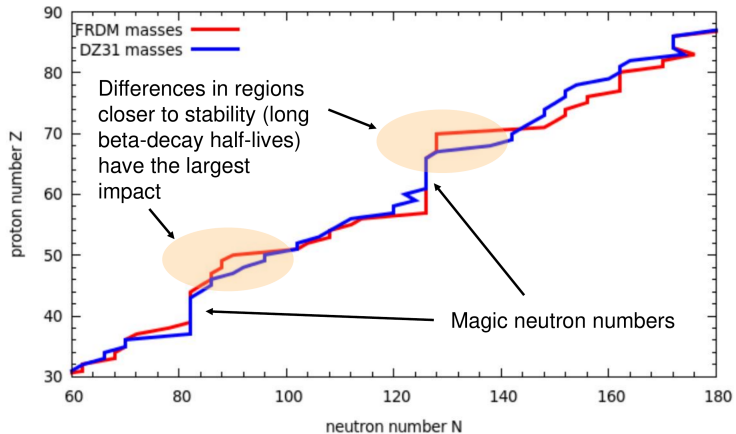 FRDM masses
DZ31 masses
Differences in regions
closer to stability (long
beta-decay half-lives)
have the largest
impact
Magic neutron numbers
proton number Z
90
80
70
60
50
40
30
60
80
100
120
140
160
180
neutron number N